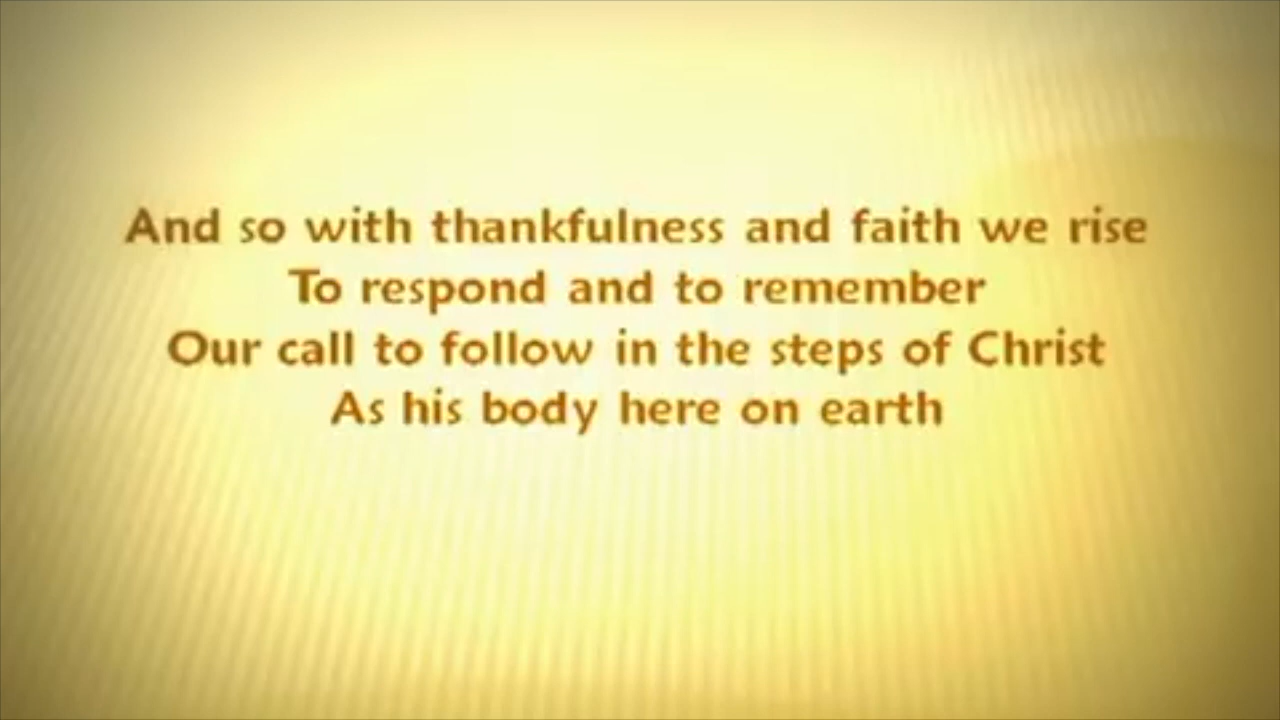 And so with thankfulness and faith we rise
To respond and to remember
Our call to follow in the steps of Christ
As his body here on earth